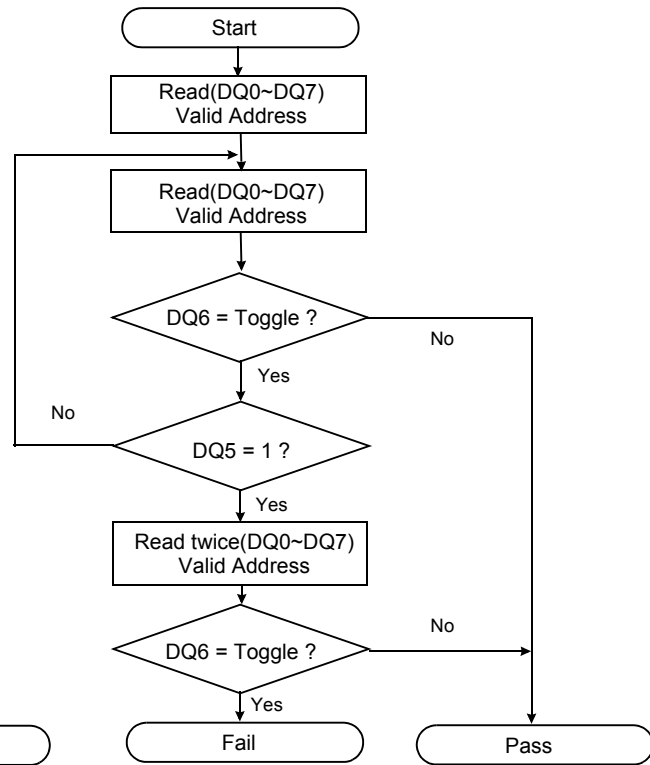 Start
Read(DQ0~DQ7)
Valid Address
Read(DQ0~DQ7)
Valid Address
DQ6 = Toggle ?
No
Yes
No
DQ5 = 1 ?
Yes
Read twice(DQ0~DQ7)
Valid Address
No
DQ6 = Toggle ?
Yes
Fail
Pass